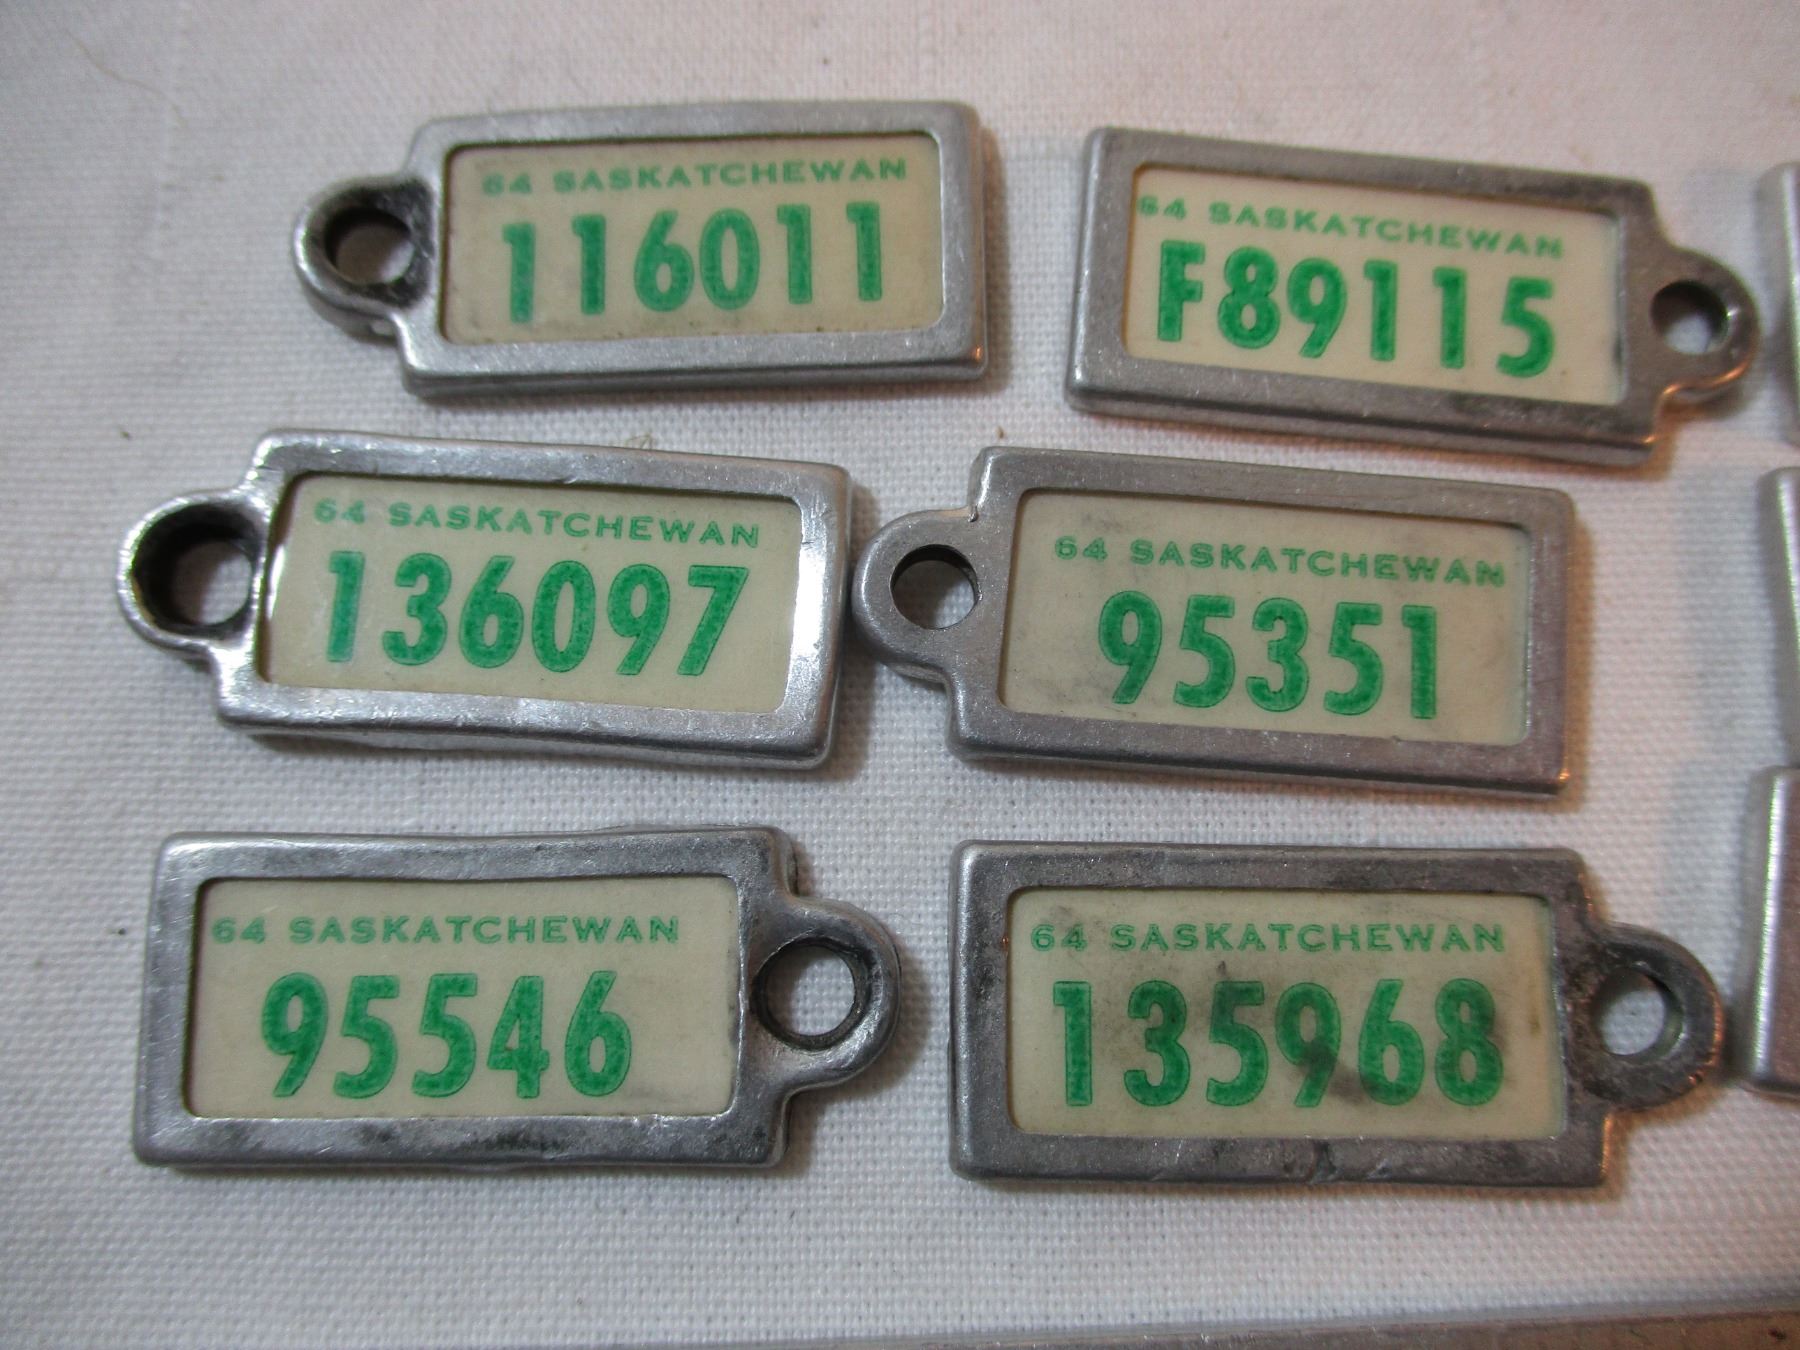 64 SASKATCHEWAN
116011
64 SASKATCHEWAN
F89115
64 SASKATCHEWAN
136097
64 SASKATCHEWAN
95351
64 SASKATCHEWAN
95546
64 SASKATCHEWAN
135968